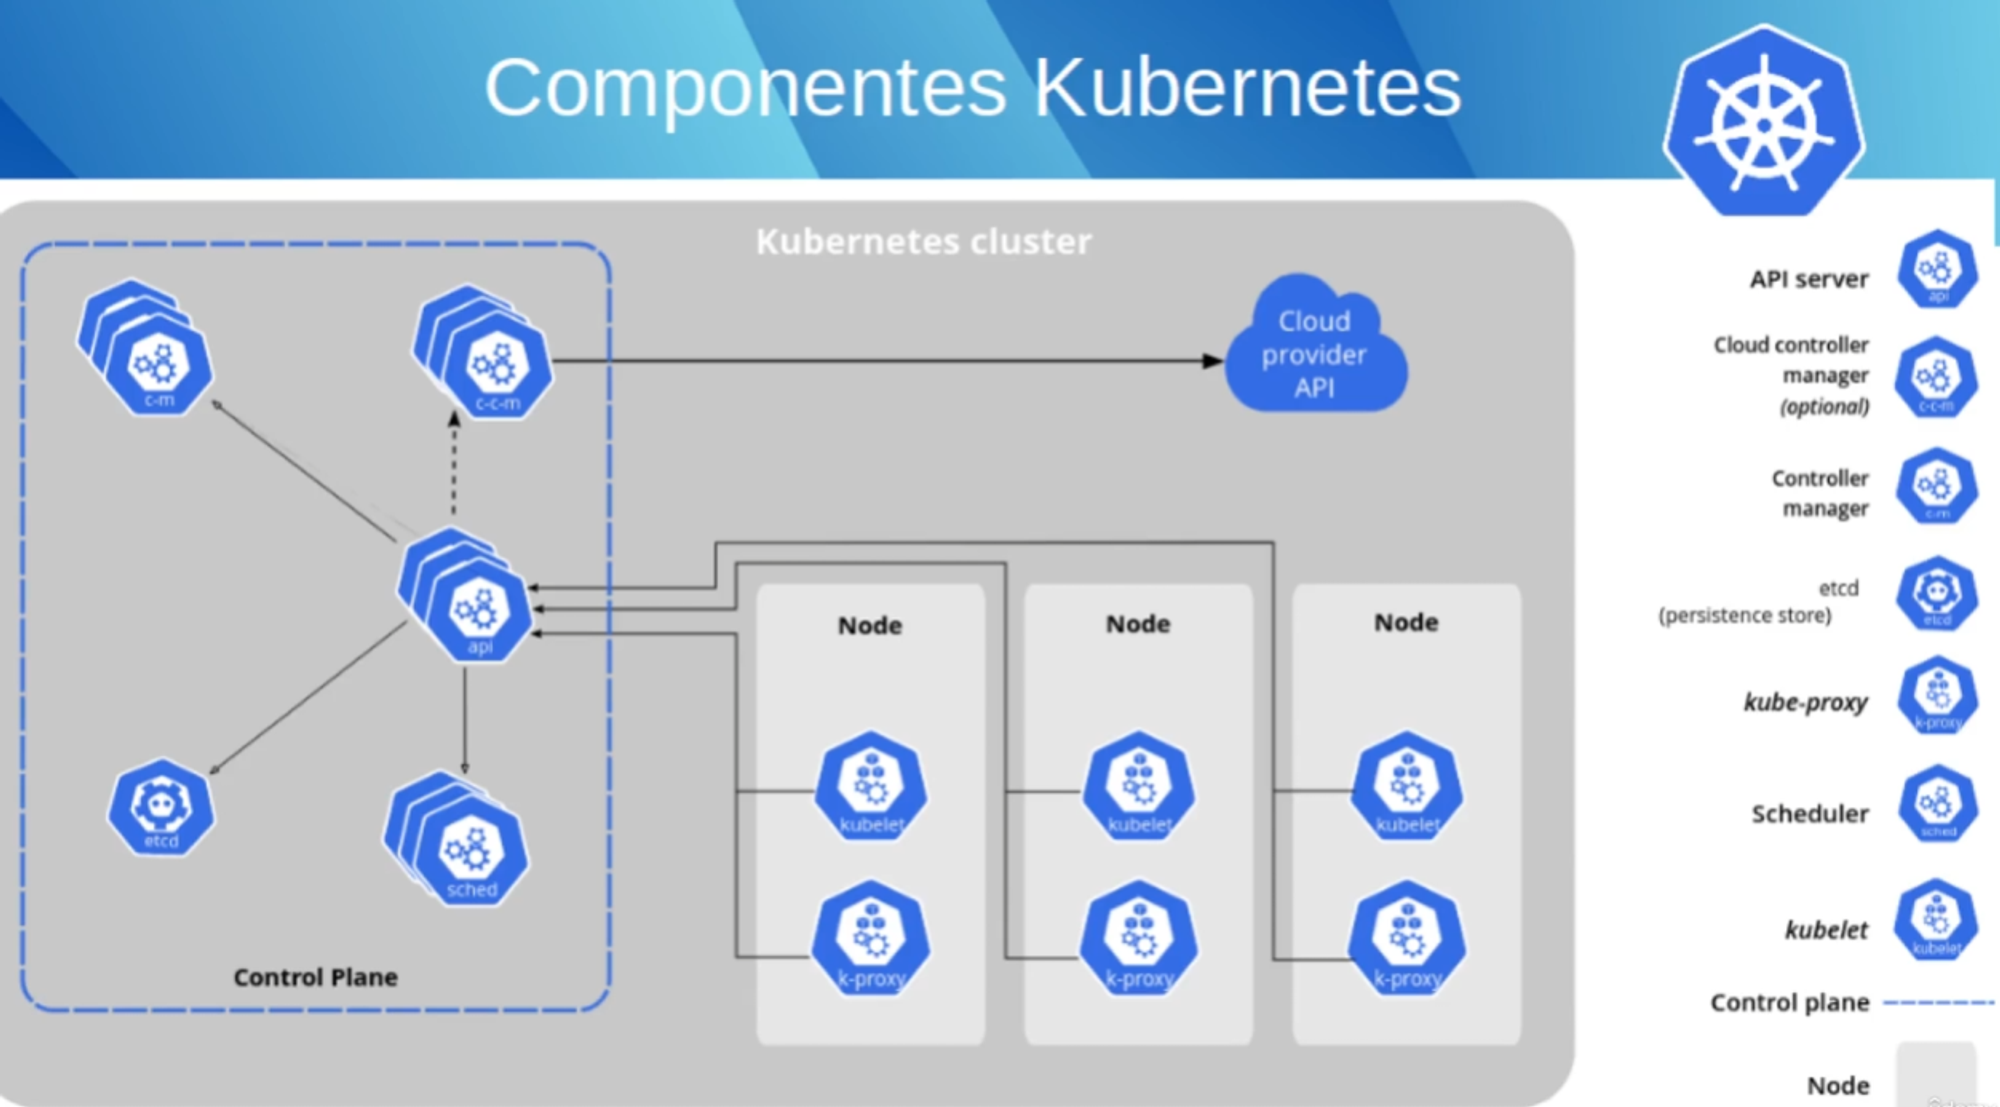 Componentes Kubernetes
Kubernetes cluster
c-m
c-c-m
Cloud
provider
API
api
etcd
sched
Control Plane
Node
kubelet
k-proxy
Node
kubelet
k-proxy
Node
kubelet
k-proxy
API server
api
Cloud controller
manager
(optional)
c-c-m
Controller
manager
c-m
etcd
(persistence store)
etcd
kube-proxy
k-proxy
Scheduler
sched
kubelet
kubelet
Control plane
Node